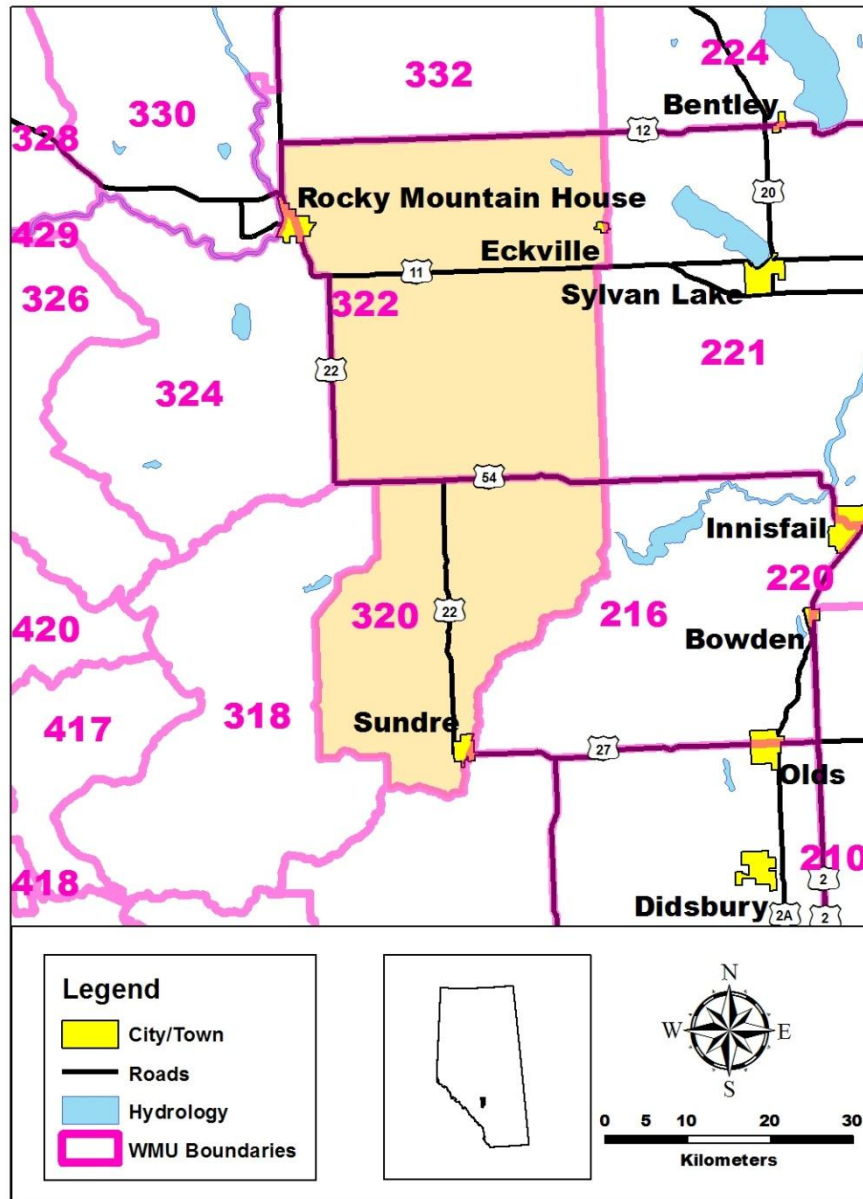 332
224
Bentley
330
12
328
20
Rocky Mountain House
429
Eckville
11
Sylvan Lake
326
322
221
22
324
54
Innisfail
220
320
22
216
420
Bowden
318
Sundre
417
27
Olds
210
418
2
Didsbury
2A
2
Legend
City/Town
Roads
Hydrology
WMU Boundaries
N
W
E
S
0 5 10 20 30
Kilometers